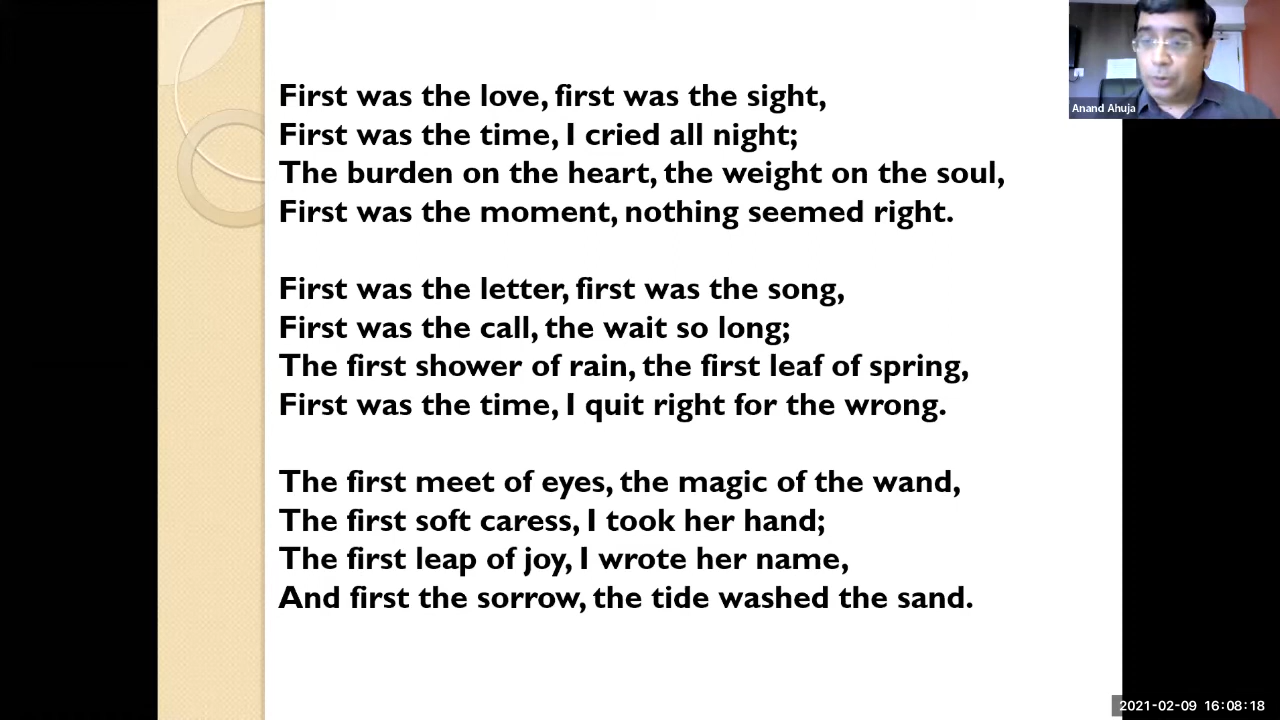 First was the love, first was the sight,
First was the time, I cried all night;
The burden on the heart, the weight on the soul,
First was the moment, nothing seemed right.
First was the letter, first was the song,
First was the call, the wait so long;
The first shower of rain, the first leaf of spring,
First was the time, I quit right for the wrong.
The first meet of eyes, the magic of the wand,
The first soft caress, I took her hand;
The first leap of joy, I wrote her name,
And first the sorrow, the tide washed the sand.
Anand Ahuja
2021-02-09 16:08:18